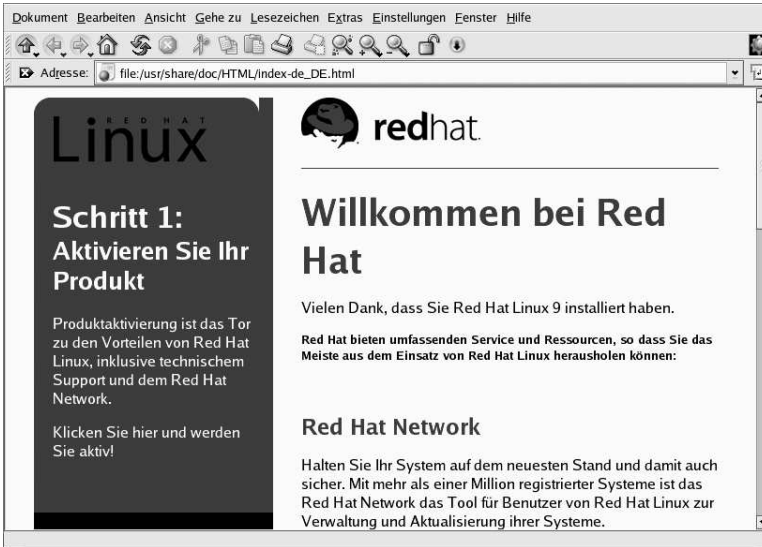 Dokument Bearbeiten Ansicht Gehe zu Lesezeichen Extras Einstellungen Fenster Hilfe
Adresse: file:/usr/share/doc/HTML/index-de_DE.html
RED HAT
Linux
Schritt 1:
Aktivieren Sie Ihr
Produkt
Produktaktivierung ist das Tor
zu den Vorteilen von Red Hat
Linux, inklusive technischem
Support und dem Red Hat
Network.
Klicken Sie hier und werden
Sie aktiv!
redhat.
Willkommen bei Red
Hat
Vielen Dank, dass Sie Red Hat Linux 9 installiert haben.
Red Hat bieten umfassenden Service und Ressourcen, so dass Sie das
Meiste aus dem Einsatz von Red Hat Linux herausholen können:
Red Hat Network
Halten Sie Ihr System auf dem neuesten Stand und damit auch
sicher. Mit mehr als einer Million registrierter Systeme ist das
Red Hat Network das Tool für Benutzer von Red Hat Linux zur
Verwaltung und Aktualisierung ihrer Systeme.